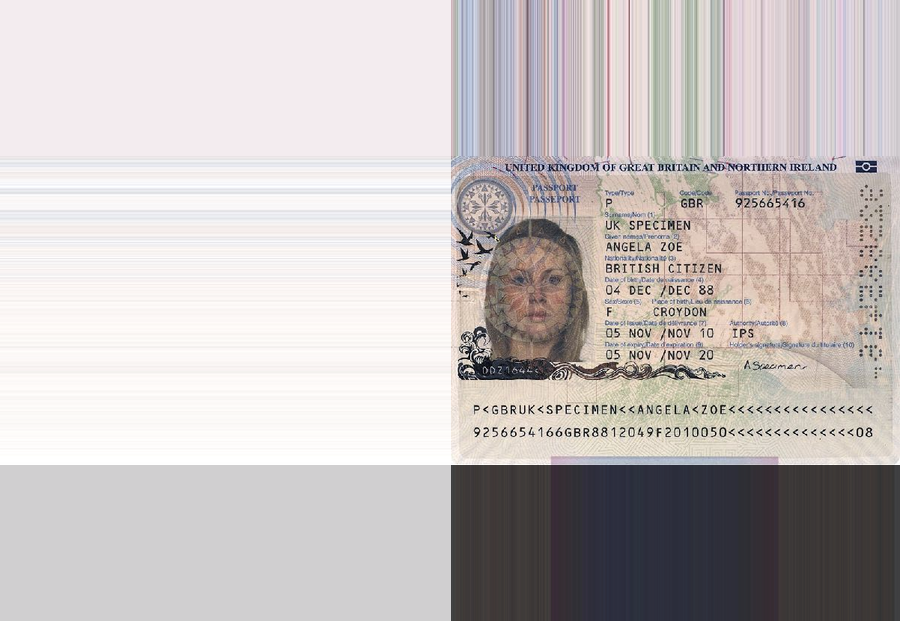 UNITED KINGDOM OF GREAT BRITAIN AND NORTHERN IRELAND
PASSPORT
PASSEPORT
Type/Type Code/Code Passport No./Passeport No.
P GBR 925665416
Surname/Nom (1)
UK SPECIMEN
Given names/Prénoms (2)
ANGELA ZOE
Nationality/Nationalité (3)
BRITISH CITIZEN
Date of birth/Date de naissance (4)
04 DEC /DEC 88
Sex/Sexe (5) Place of birth/Lieu de naissance (6)
F CROYDON
Date of issue/Date de délivrance (7) Authority/Autorité (8)
05 NOV /NOV 10 IPS
Date of expiry/Date d'expiration (9) Holder's signature/Signature du titulaire (10)
05 NOV /NOV 20
A Specimen
P<GBRUK<SPECIMEN<<ANGELA<ZOE<<<<<<<<<<<<<<<<
9256654166GBR8812049F2010050<<<<<<<<<<<<<<08